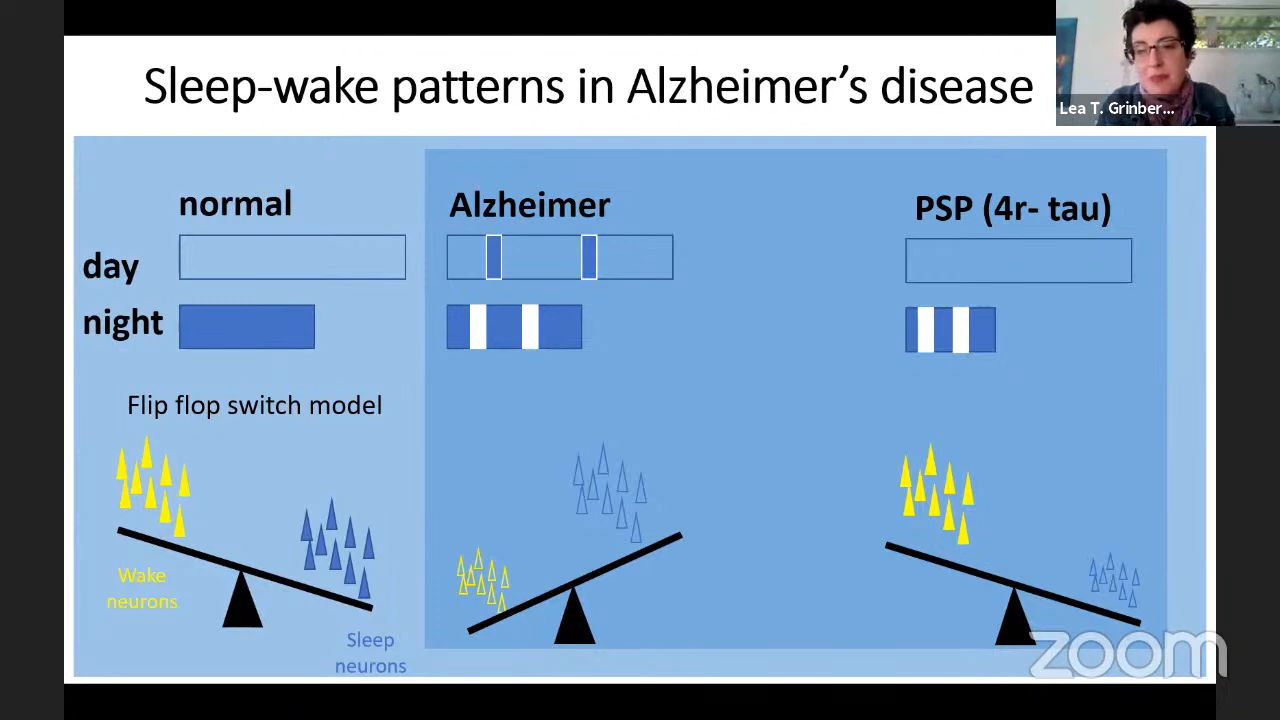 Sleep-wake patterns in Alzheimer’s disease
Lea T. Grinber...
normal
Alzheimer
PSP (4r- tau)
day
night
Flip flop switch model
Wake
neurons
Sleep
neurons
zoom